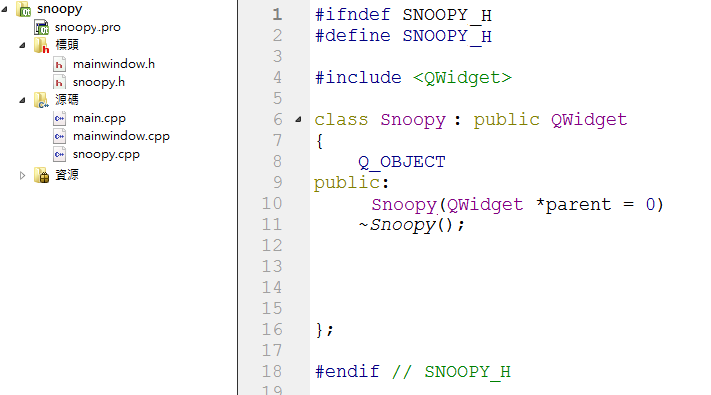 snoopy
snoopy.pro
標頭
mainwindow.h
snoopy.h
源碼
main.cpp
mainwindow.cpp
snoopy.cpp
資源
1 #ifndef SNOOPY_H
2 #define SNOOPY_H
3
4 #include <QWidget>
5
6 class Snoopy : public QWidget
7 {
8 Q_OBJECT
9 public:
10 Snoopy(QWidget *parent = 0)
11 ~Snoopy();
12
13
14
15
16 };
17
18 #endif // SNOOPY_H
19